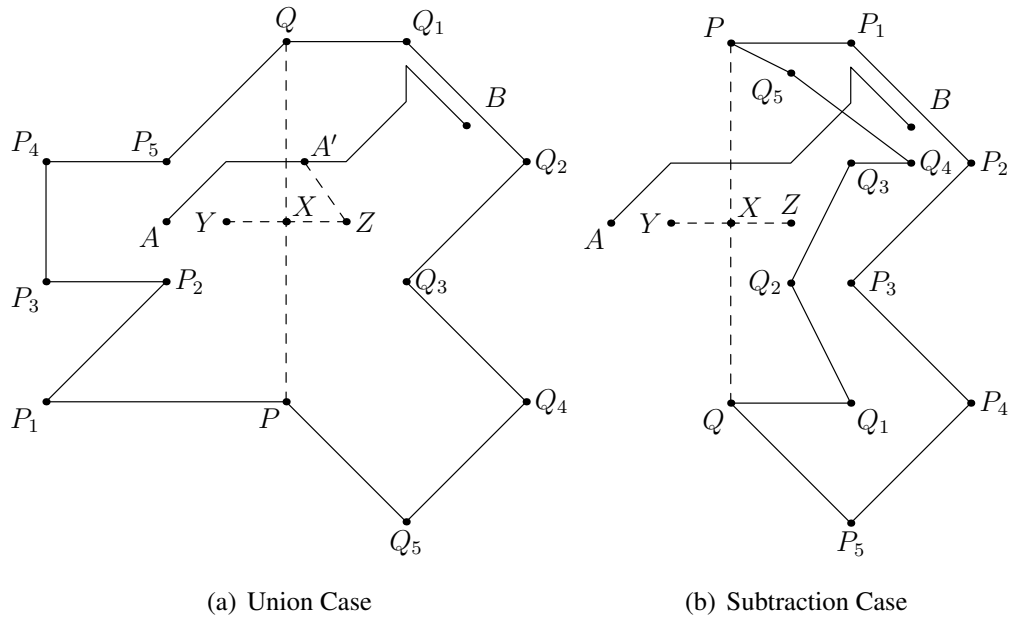 Q Q₁ P P₁
Q₅
B B
P₄ P₅ A′ Q₂ Q₃ Q₄ P₂
A Y X Z A Y X Z
P₃ P₂ Q₃ Q₂ P₃
P₁ P Q₄ Q Q₁ P₄
Q₅ P₅
(a) Union Case (b) Subtraction Case